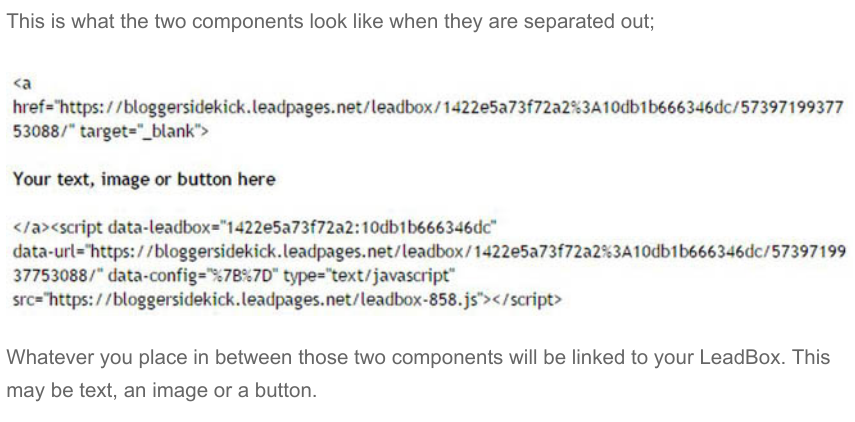 This is what the two components look like when they are separated out;
<a
href="https://bloggersidekick.leadpages.net/leadbox/1422e5a73f72a2%3A10db1b666346dc/57397199377
53088/" target="_blank">
Your text, image or button here
</a><script data-leadbox="1422e5a73f72a2:10db1b666346dc"
data-url="https://bloggersidekick.leadpages.net/leadbox/1422e5a73f72a2%3A10db1b666346dc/57397199
37753088/" data-config="%7B%7D" type="text/javascript"
src="https://bloggersidekick.leadpages.net/leadbox-858.js"></script>
Whatever you place in between those two components will be linked to your LeadBox. This
may be text, an image or a button.